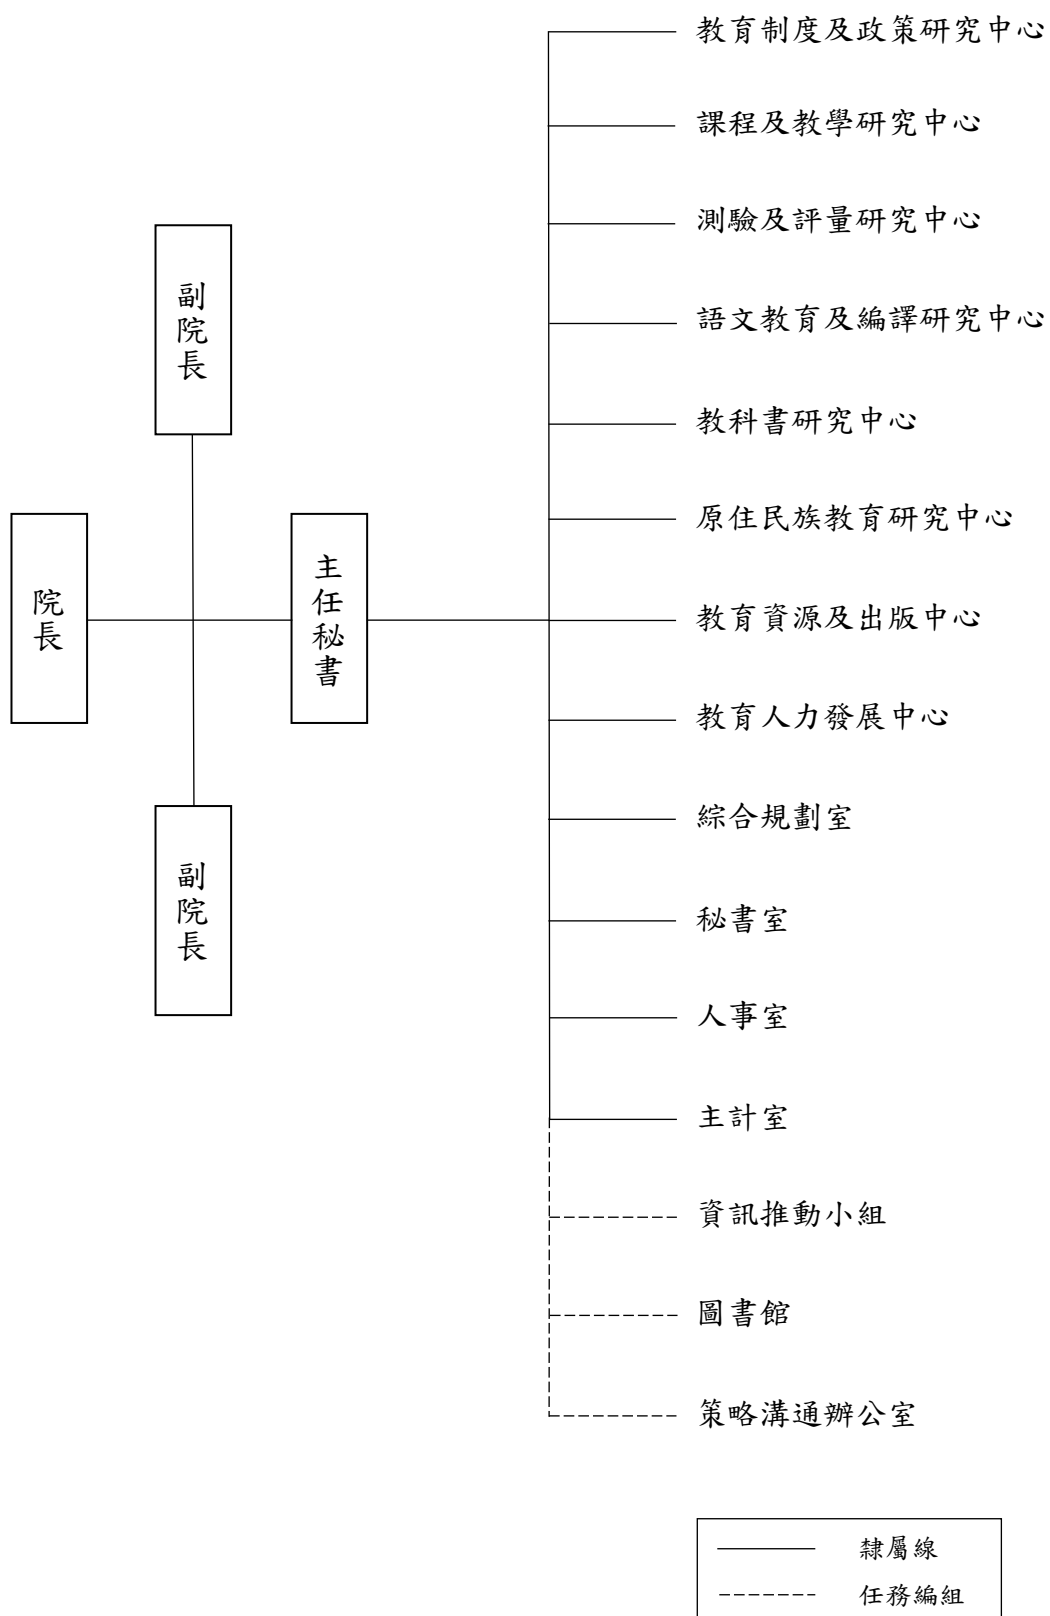 教育制度及政策研究中心
課程及教學研究中心
測驗及評量研究中心
語文教育及編譯研究中心
教科書研究中心
原住民族教育研究中心
教育資源及出版中心
教育人力發展中心
綜合規劃室
秘書室
人事室
主計室
資訊推動小組
圖書館
策略溝通辦公室
副院長
院長
主任秘書
副院長
隸屬線
任務編組